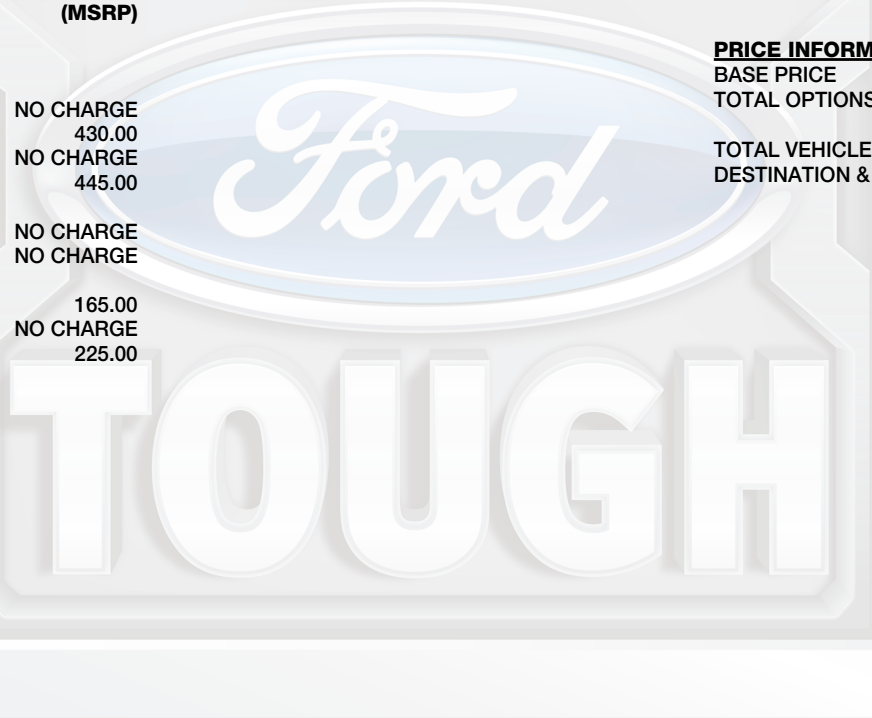 (MSRP)
NO CHARGE
430.00
NO CHARGE
445.00
NO CHARGE
NO CHARGE
165.00
NO CHARGE
225.00
PRICE INFORM
BASE PRICE
TOTAL OPTIONS
TOTAL VEHICLE
DESTINATION &
Ford
TOUGH